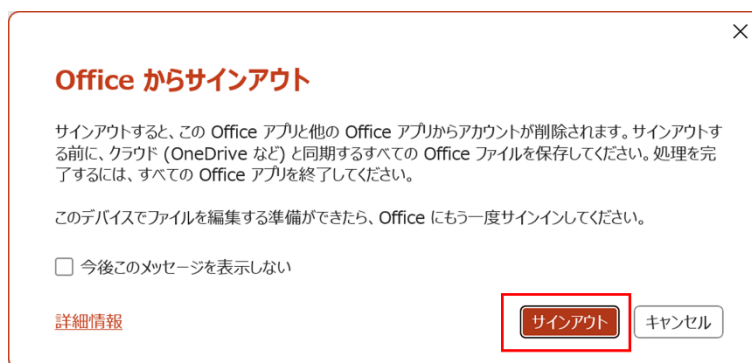 Office からサインアウト
サインアウトすると、この Office アプリと他の Office アプリからアカウントが削除されます。サインアウトす
る前に、クラウド (OneDrive など) と同期するすべての Office ファイルを保存してください。処理を完
了するには、すべての Office アプリを終了してください。
このデバイスでファイルを編集する準備ができたら、Office にもう一度サインインしてください。
今後このメッセージを表示しない
詳細情報
サインアウト
キャンセル